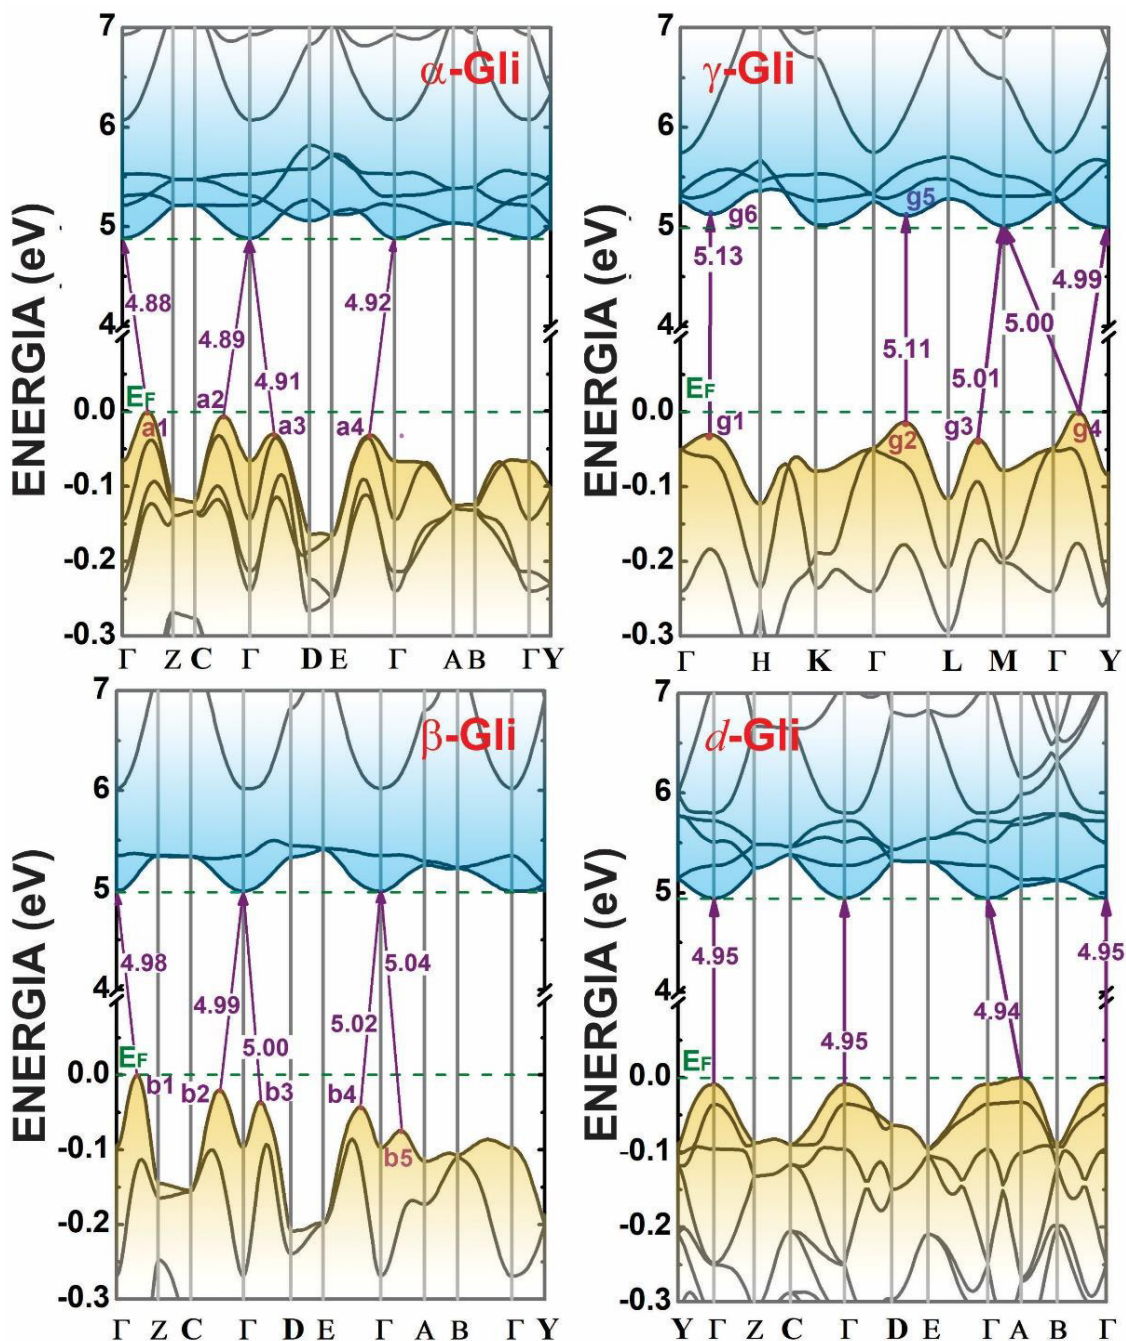 α-Gli
ENERGIA (eV)
7
6
5
4
0.0
-0.1
-0.2
-0.3
4.88
4.89
4.91
4.92
EF
a1
a2
a3
a4
Γ Z C Γ D E Γ A B Γ Y
γ-Gli
ENERGIA (eV)
7
6
5
4
0.0
-0.1
-0.2
-0.3
g6
g5
5.13
5.11
5.01
5.00
4.99
EF
g1
g2
g3
g4
Γ H K Γ L M Γ Y
β-Gli
ENERGIA (eV)
7
6
5
4
0.0
-0.1
-0.2
-0.3
4.98
4.99
5.00
5.02
5.04
EF
b1
b2
b3
b4
b5
Γ Z C Γ D E Γ A B Γ Y
d-Gli
ENERGIA (eV)
7
6
5
4
0.0
-0.1
-0.2
-0.3
4.95
4.95
4.94
4.95
EF
Y Γ Z C Γ D E Γ A B Γ